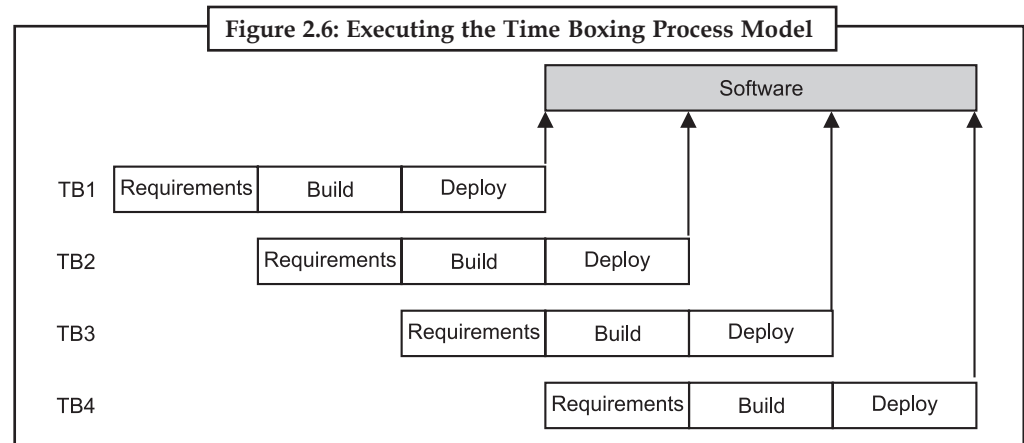 Figure 2.6: Executing the Time Boxing Process Model
Software
TB1 Requirements Build Deploy
TB2 Requirements Build Deploy
TB3 Requirements Build Deploy
TB4 Requirements Build Deploy